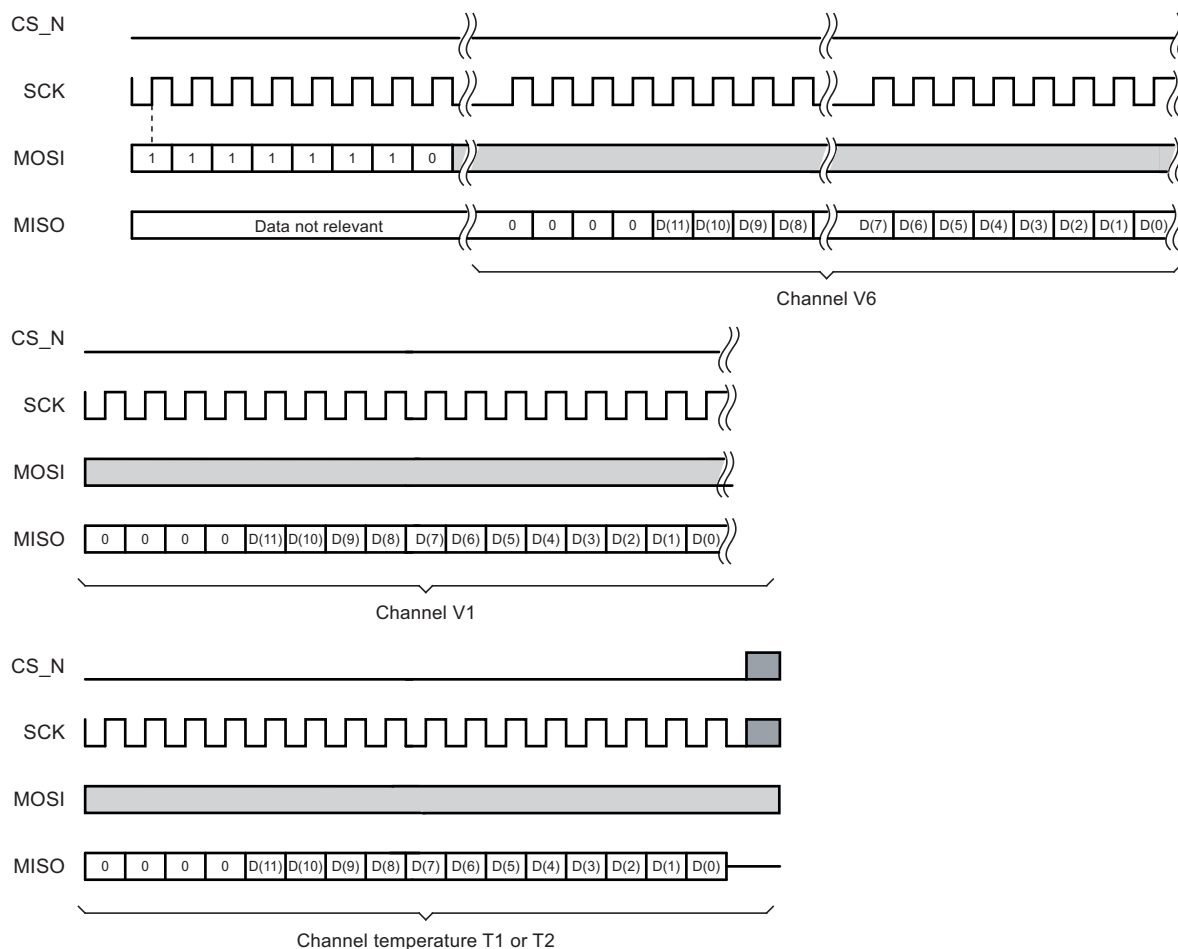 CS_N
SCK
MOSI 1 1 1 1 1 1 1 0
MISO Data not relevant 0 0 0 0 D(11) D(10) D(9) D(8) D(7) D(6) D(5) D(4) D(3) D(2) D(1) D(0)
Channel V6
CS_N
SCK
MOSI
MISO 0 0 0 0 D(11) D(10) D(9) D(8) D(7) D(6) D(5) D(4) D(3) D(2) D(1) D(0)
Channel V1
CS_N
SCK
MOSI
MISO 0 0 0 0 D(11) D(10) D(9) D(8) D(7) D(6) D(5) D(4) D(3) D(2) D(1) D(0)
Channel temperature T1 or T2